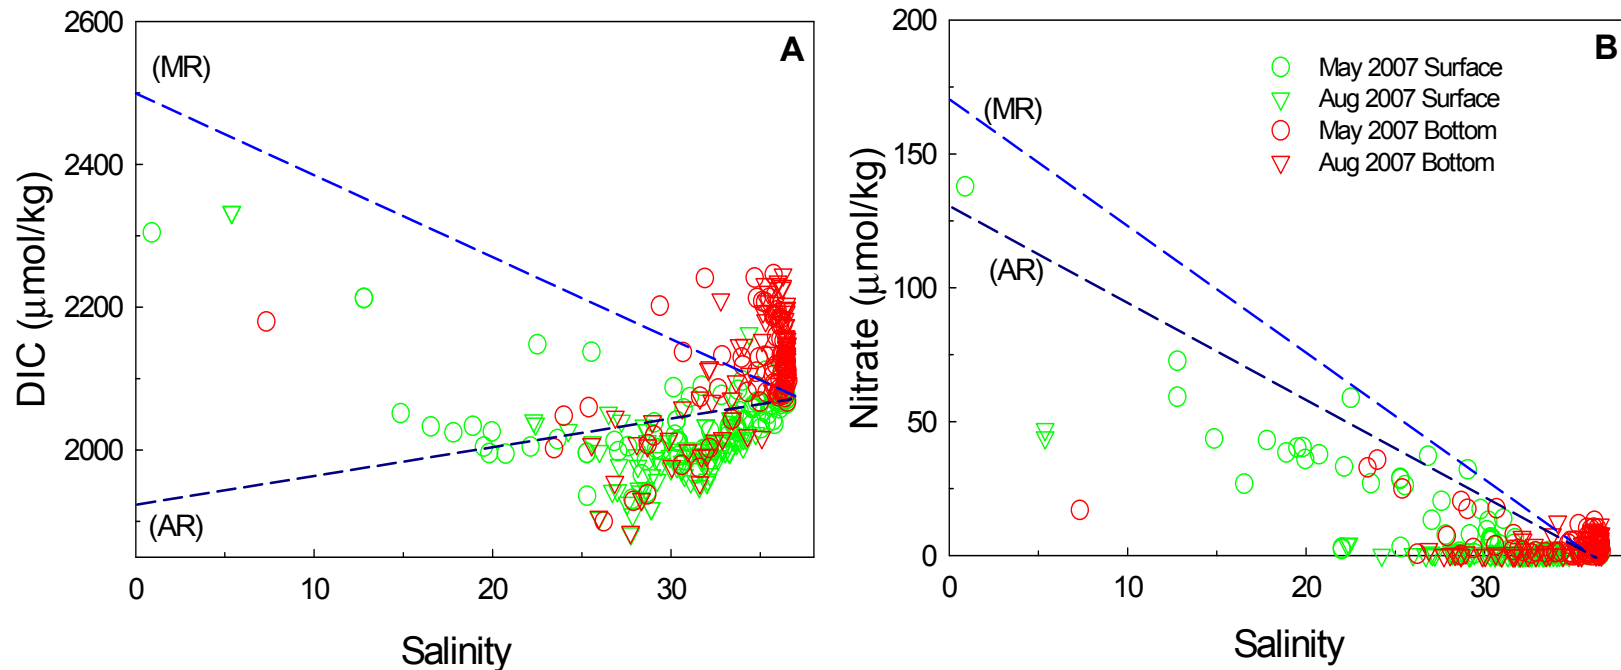 A
2600
2400
2200
2000
DIC (μmol/kg)
(MR)
(AR)
0
10
20
30
Salinity
B
200
150
100
50
0
Nitrate (μmol/kg)
(MR)
(AR)
May 2007 Surface
Aug 2007 Surface
May 2007 Bottom
Aug 2007 Bottom
0
10
20
30
Salinity